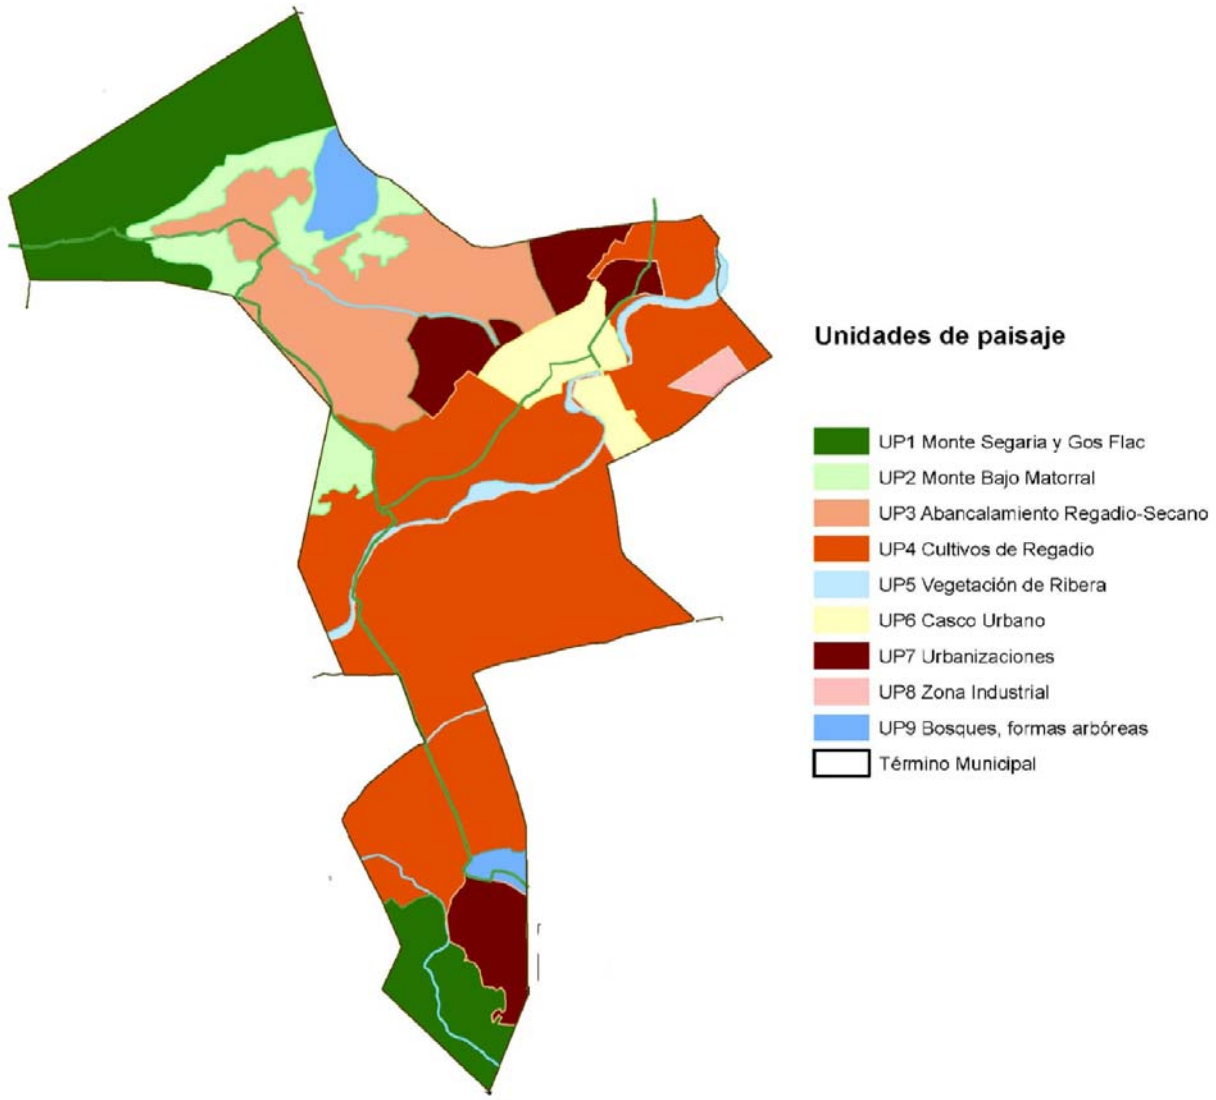 Unidades de paisaje
UP1 Monte Segaria y Gos Flac
UP2 Monte Bajo Matorral
UP3 Abancalamiento Regadio-Secano
UP4 Cultivos de Regadio
UP5 Vegetación de Ribera
UP6 Casco Urbano
UP7 Urbanizaciones
UP8 Zona Industrial
UP9 Bosques, formas arbóreas
Término Municipal